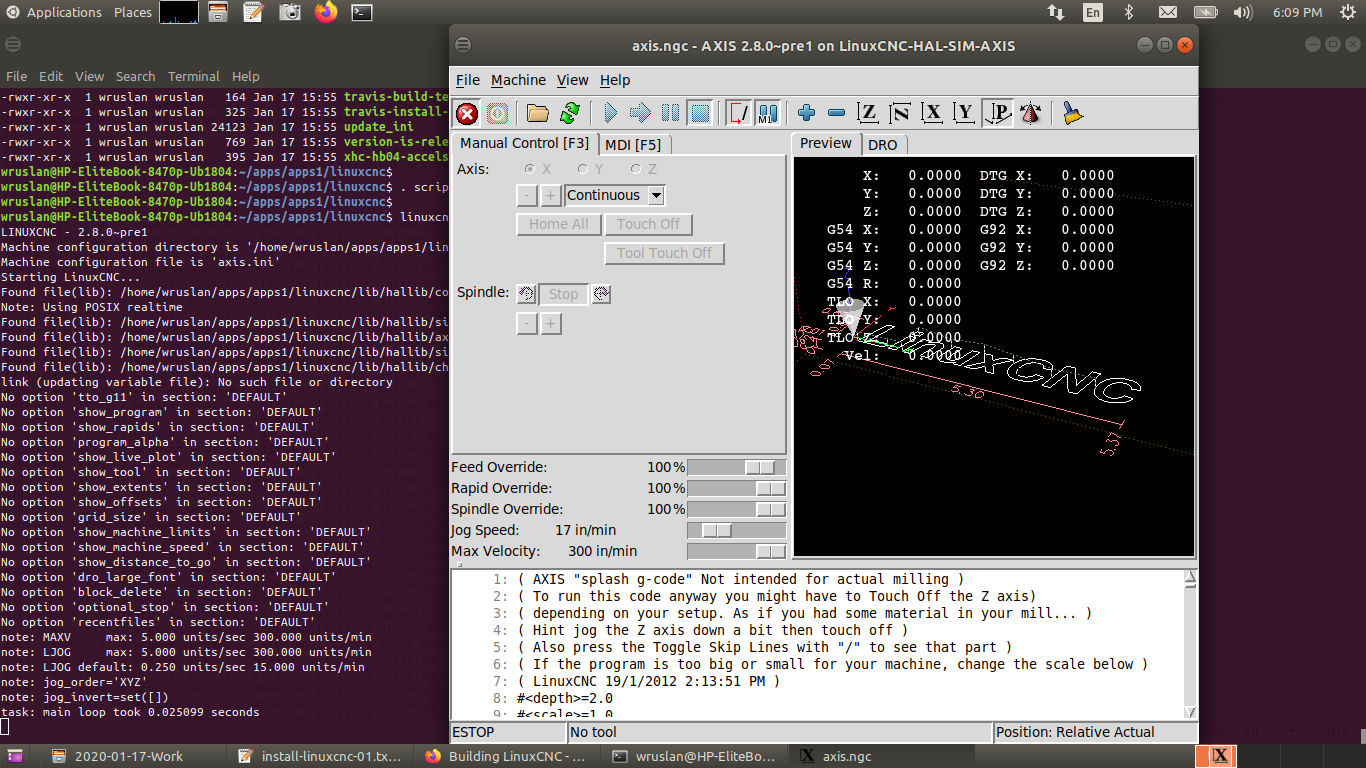 Applications Places En 6:09 PM
File Edit View Search Terminal Help
-rwxr-xr-x 1 wruslan wruslan 164 Jan 17 15:55 travis-build-te
-rwxr-xr-x 1 wruslan wruslan 325 Jan 17 15:55 travis-install-
-rwxr-xr-x 1 wruslan wruslan 24123 Jan 17 15:55 update_ini
-rwxr-xr-x 1 wruslan wruslan 769 Jan 17 15:55 version-is-rele
-rwxr-xr-x 1 wruslan wruslan 395 Jan 17 15:55 xhc-hb04-accels
wruslan@HP-EliteBook-8470p-Ub1804:~/apps/apps1/linuxcnc$
wruslan@HP-EliteBook-8470p-Ub1804:~/apps/apps1/linuxcnc$ . scrip
wruslan@HP-EliteBook-8470p-Ub1804:~/apps/apps1/linuxcnc$
wruslan@HP-EliteBook-8470p-Ub1804:~/apps/apps1/linuxcnc$ linuxcn
LINUXCNC - 2.8.0~pre1
Machine configuration directory is '/home/wruslan/apps/apps1/lin
Machine configuration file is 'axis.ini'
Starting LinuxCNC...
Found file(lib): /home/wruslan/apps/apps1/linuxcnc/lib/hallib/co
Note: Using POSIX realtime
Found file(lib): /home/wruslan/apps/apps1/linuxcnc/lib/hallib/si
Found file(lib): /home/wruslan/apps/apps1/linuxcnc/lib/hallib/ax
Found file(lib): /home/wruslan/apps/apps1/linuxcnc/lib/hallib/si
Found file(lib): /home/wruslan/apps/apps1/linuxcnc/lib/hallib/ch
link (updating variable file): No such file or directory
No option 'tto_g11' in section: 'DEFAULT'
No option 'show_program' in section: 'DEFAULT'
No option 'show_rapids' in section: 'DEFAULT'
No option 'program_alpha' in section: 'DEFAULT'
No option 'show_live_plot' in section: 'DEFAULT'
No option 'show_tool' in section: 'DEFAULT'
No option 'show_extents' in section: 'DEFAULT'
No option 'show_offsets' in section: 'DEFAULT'
No option 'grid_size' in section: 'DEFAULT'
No option 'show_machine_limits' in section: 'DEFAULT'
No option 'show_machine_speed' in section: 'DEFAULT'
No option 'show_distance_to_go' in section: 'DEFAULT'
No option 'dro_large_font' in section: 'DEFAULT'
No option 'block_delete' in section: 'DEFAULT'
No option 'optional_stop' in section: 'DEFAULT'
No option 'recentfiles' in section: 'DEFAULT'
note: MAXV max: 5.000 units/sec 300.000 units/min
note: LJOG max: 5.000 units/sec 300.000 units/min
note: LJOG default: 0.250 units/sec 15.000 units/min
note: jog_order='XYZ'
note: jog_invert=set([])
task: main loop took 0.025099 seconds
axis.ngc - AXIS 2.8.0~pre1 on LinuxCNC-HAL-SIM-AXIS
File Machine View Help
M1 Z N X Y P
Manual Control [F3] MDI [F5]
Axis: X Y Z
- + Continuous
Home All Touch Off
Tool Touch Off
Spindle: Stop
- +
Feed Override: 100 %
Rapid Override: 100 %
Spindle Override: 100 %
Jog Speed: 17 in/min
Max Velocity: 300 in/min
Preview DRO
X: 0.0000 DTG X: 0.0000
Y: 0.0000 DTG Y: 0.0000
Z: 0.0000 DTG Z: 0.0000
G54 X: 0.0000 G92 X: 0.0000
G54 Y: 0.0000 G92 Y: 0.0000
G54 Z: 0.0000 G92 Z: 0.0000
G54 R: 0.0000
TLO X: 0.0000
TLO Y: 0.0000
TLO 0.0000
Vel: 0.0000
LinuxCNC
5.30
5.37
1: ( AXIS "splash g-code" Not intended for actual milling )
2: ( To run this code anyway you might have to Touch Off the Z axis)
3: ( depending on your setup. As if you had some material in your mill... )
4: ( Hint jog the Z axis down a bit then touch off )
5: ( Also press the Toggle Skip Lines with "/" to see that part )
6: ( If the program is too big or small for your machine, change the scale below )
7: ( LinuxCNC 19/1/2012 2:13:51 PM )
8: #<depth>=2.0
9: #<scale>=1.0
ESTOP No tool Position: Relative Actual
2020-01-17-Work install-linuxcnc-01.tx... Building LinuxCNC - ... wruslan@HP-EliteBo... axis.ngc